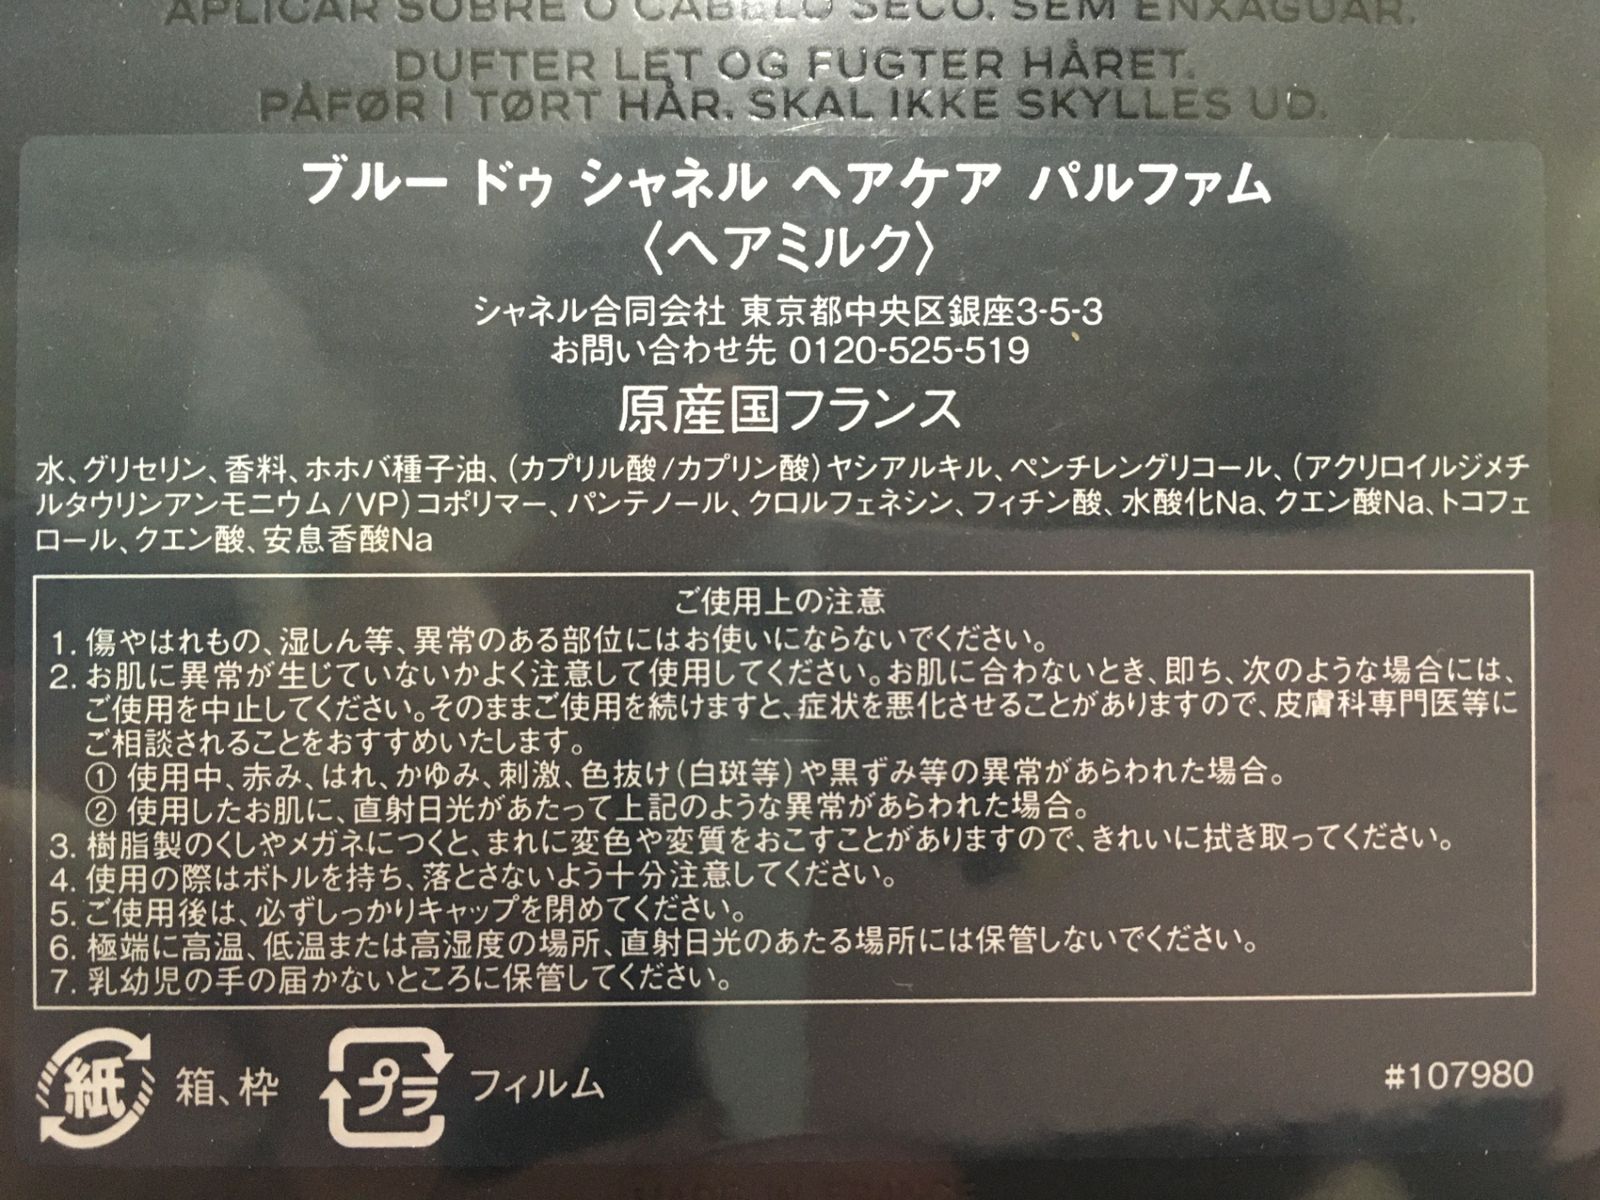 APLICAR SOBRE O CABELO SECO. SEM ENXAGUAR.
DUFTER LET OG FUGTER HÅRET.
PÅFØR I TØRT HÅR. SKAL IKKE SKYLLES UD.
ブルー ドゥ シャネル ヘアケア パルファム
〈ヘアミルク〉
シャネル合同会社 東京都中央区銀座3-5-3
お問い合わせ先 0120-525-519
原産国フランス
水、グリセリン、香料、ホホバ種子油、(カプリル酸/カプリン酸)ヤシアルキル、ペンチレングリコール、(アクリロイルジメチ
ルタウリンアンモニウム/VP)コポリマー、パンテノール、クロルフェネシン、フィチン酸、水酸化Na、クエン酸Na、トコフェ
ロール、クエン酸、安息香酸Na
ご使用上の注意
1. 傷やはれもの、湿しん等、異常のある部位にはお使いにならないでください。
2. お肌に異常が生じていないかよく注意して使用してください。お肌に合わないとき、即ち、次のような場合には、
ご使用を中止してください。そのままご使用を続けますと、症状を悪化させることがありますので、皮膚科専門医等に
ご相談されることをおすすめいたします。
① 使用中、赤み、はれ、かゆみ、刺激、色抜け(白斑等)や黒ずみ等の異常があらわれた場合。
② 使用したお肌に、直射日光があたって上記のような異常があらわれた場合。
3. 樹脂製のくしやメガネにつくと、まれに変色や変質をおこすことがありますので、きれいに拭き取ってください。
4. 使用の際はボトルを持ち、落とさないよう十分注意してください。
5. ご使用後は、必ずしっかりキャップを閉めてください。
6. 極端に高温、低温または高湿度の場所、直射日光のあたる場所には保管しないでください。
7. 乳幼児の手の届かないところに保管してください。
紙 箱、枠 プラ フィルム #107980